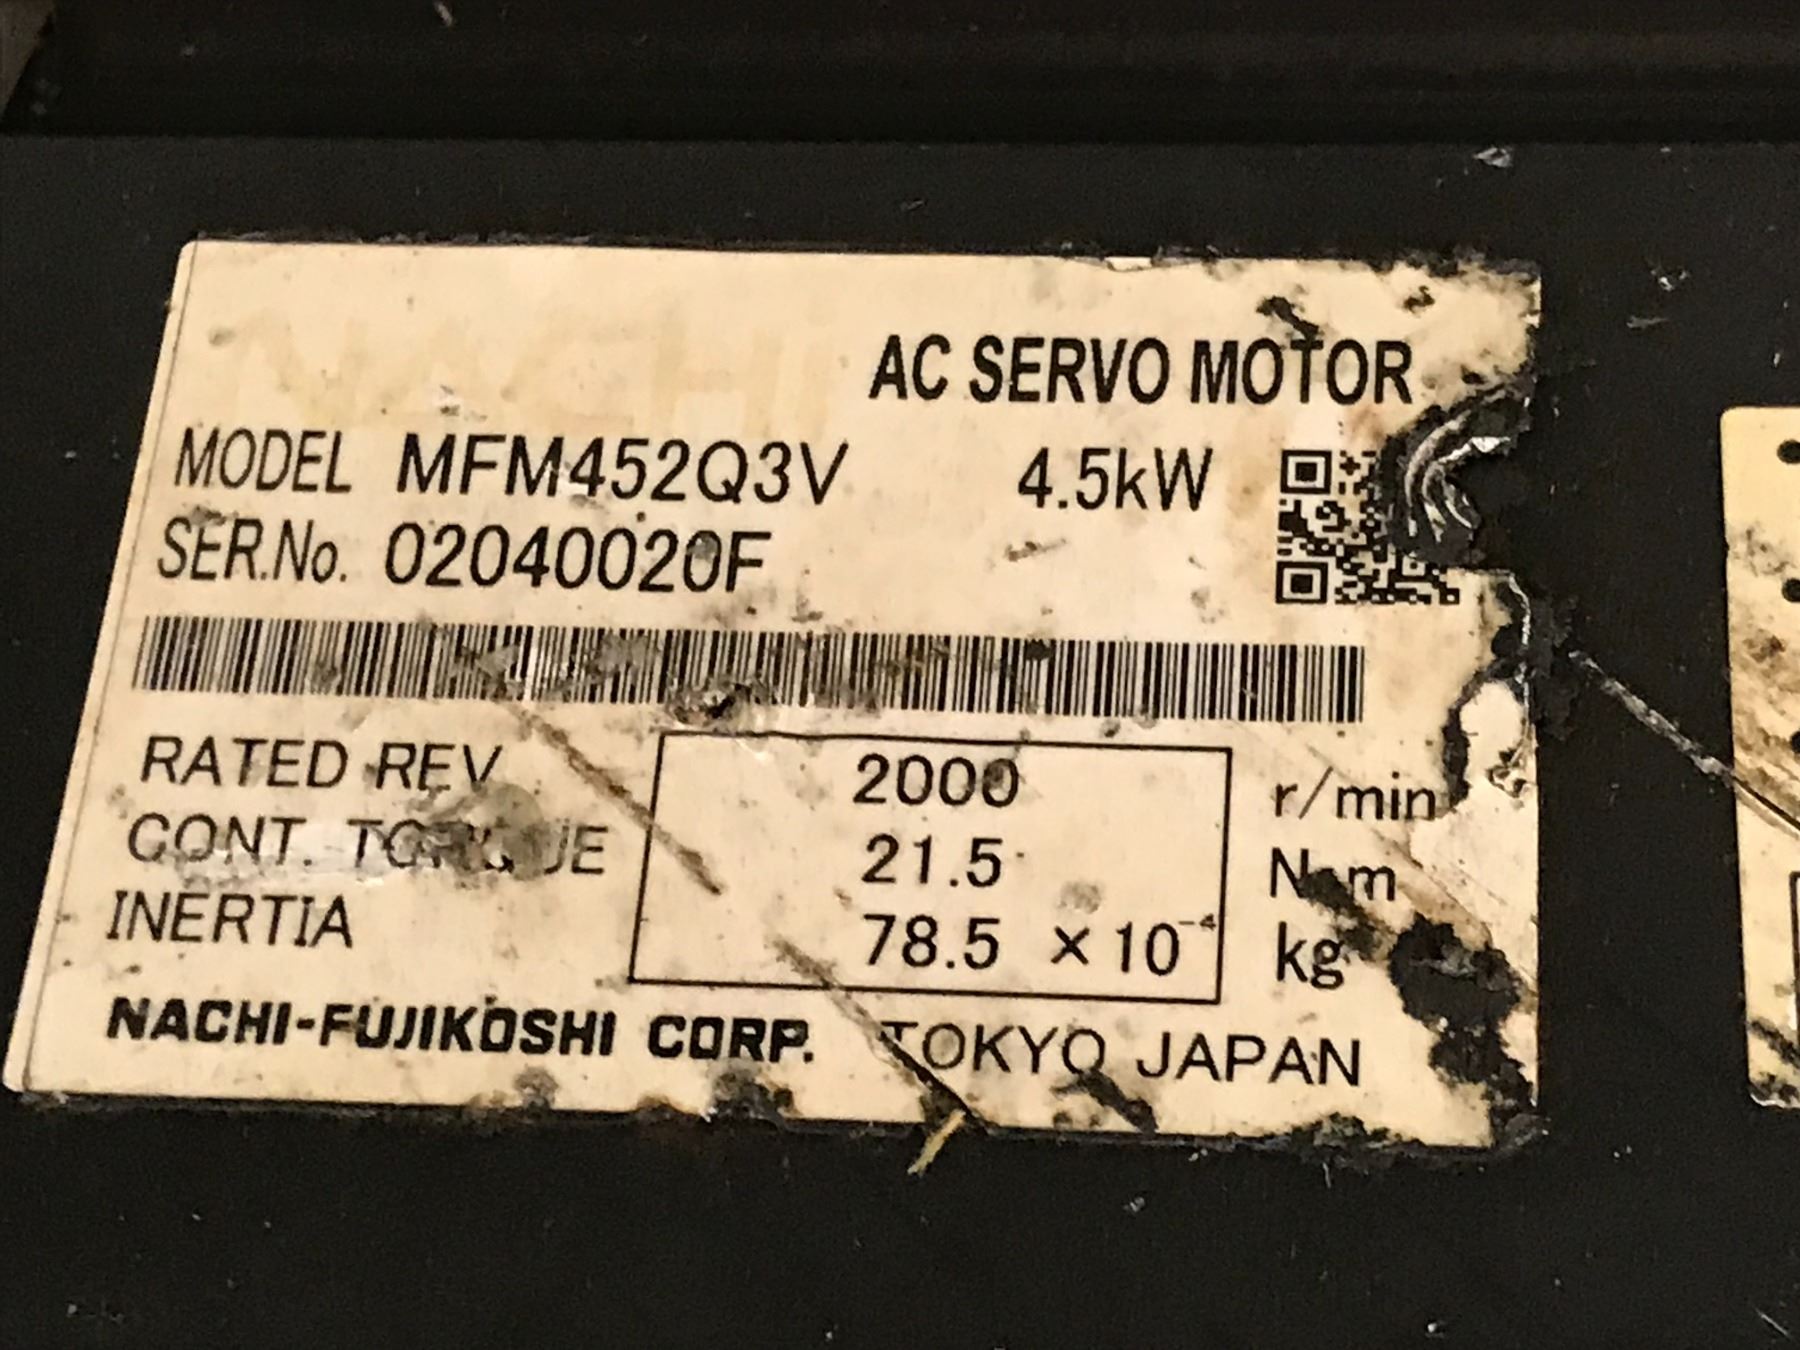 NACHI
AC SERVO MOTOR
MODEL MFM452Q3V 4.5kW
SER.No. 02040020F
RATED REV 2000 r/min
CONT. TORQUE 21.5 N m
INERTIA 78.5 × 10⁻⁴ kg
NACHI-FUJIKOSHI CORP. TOKYO JAPAN